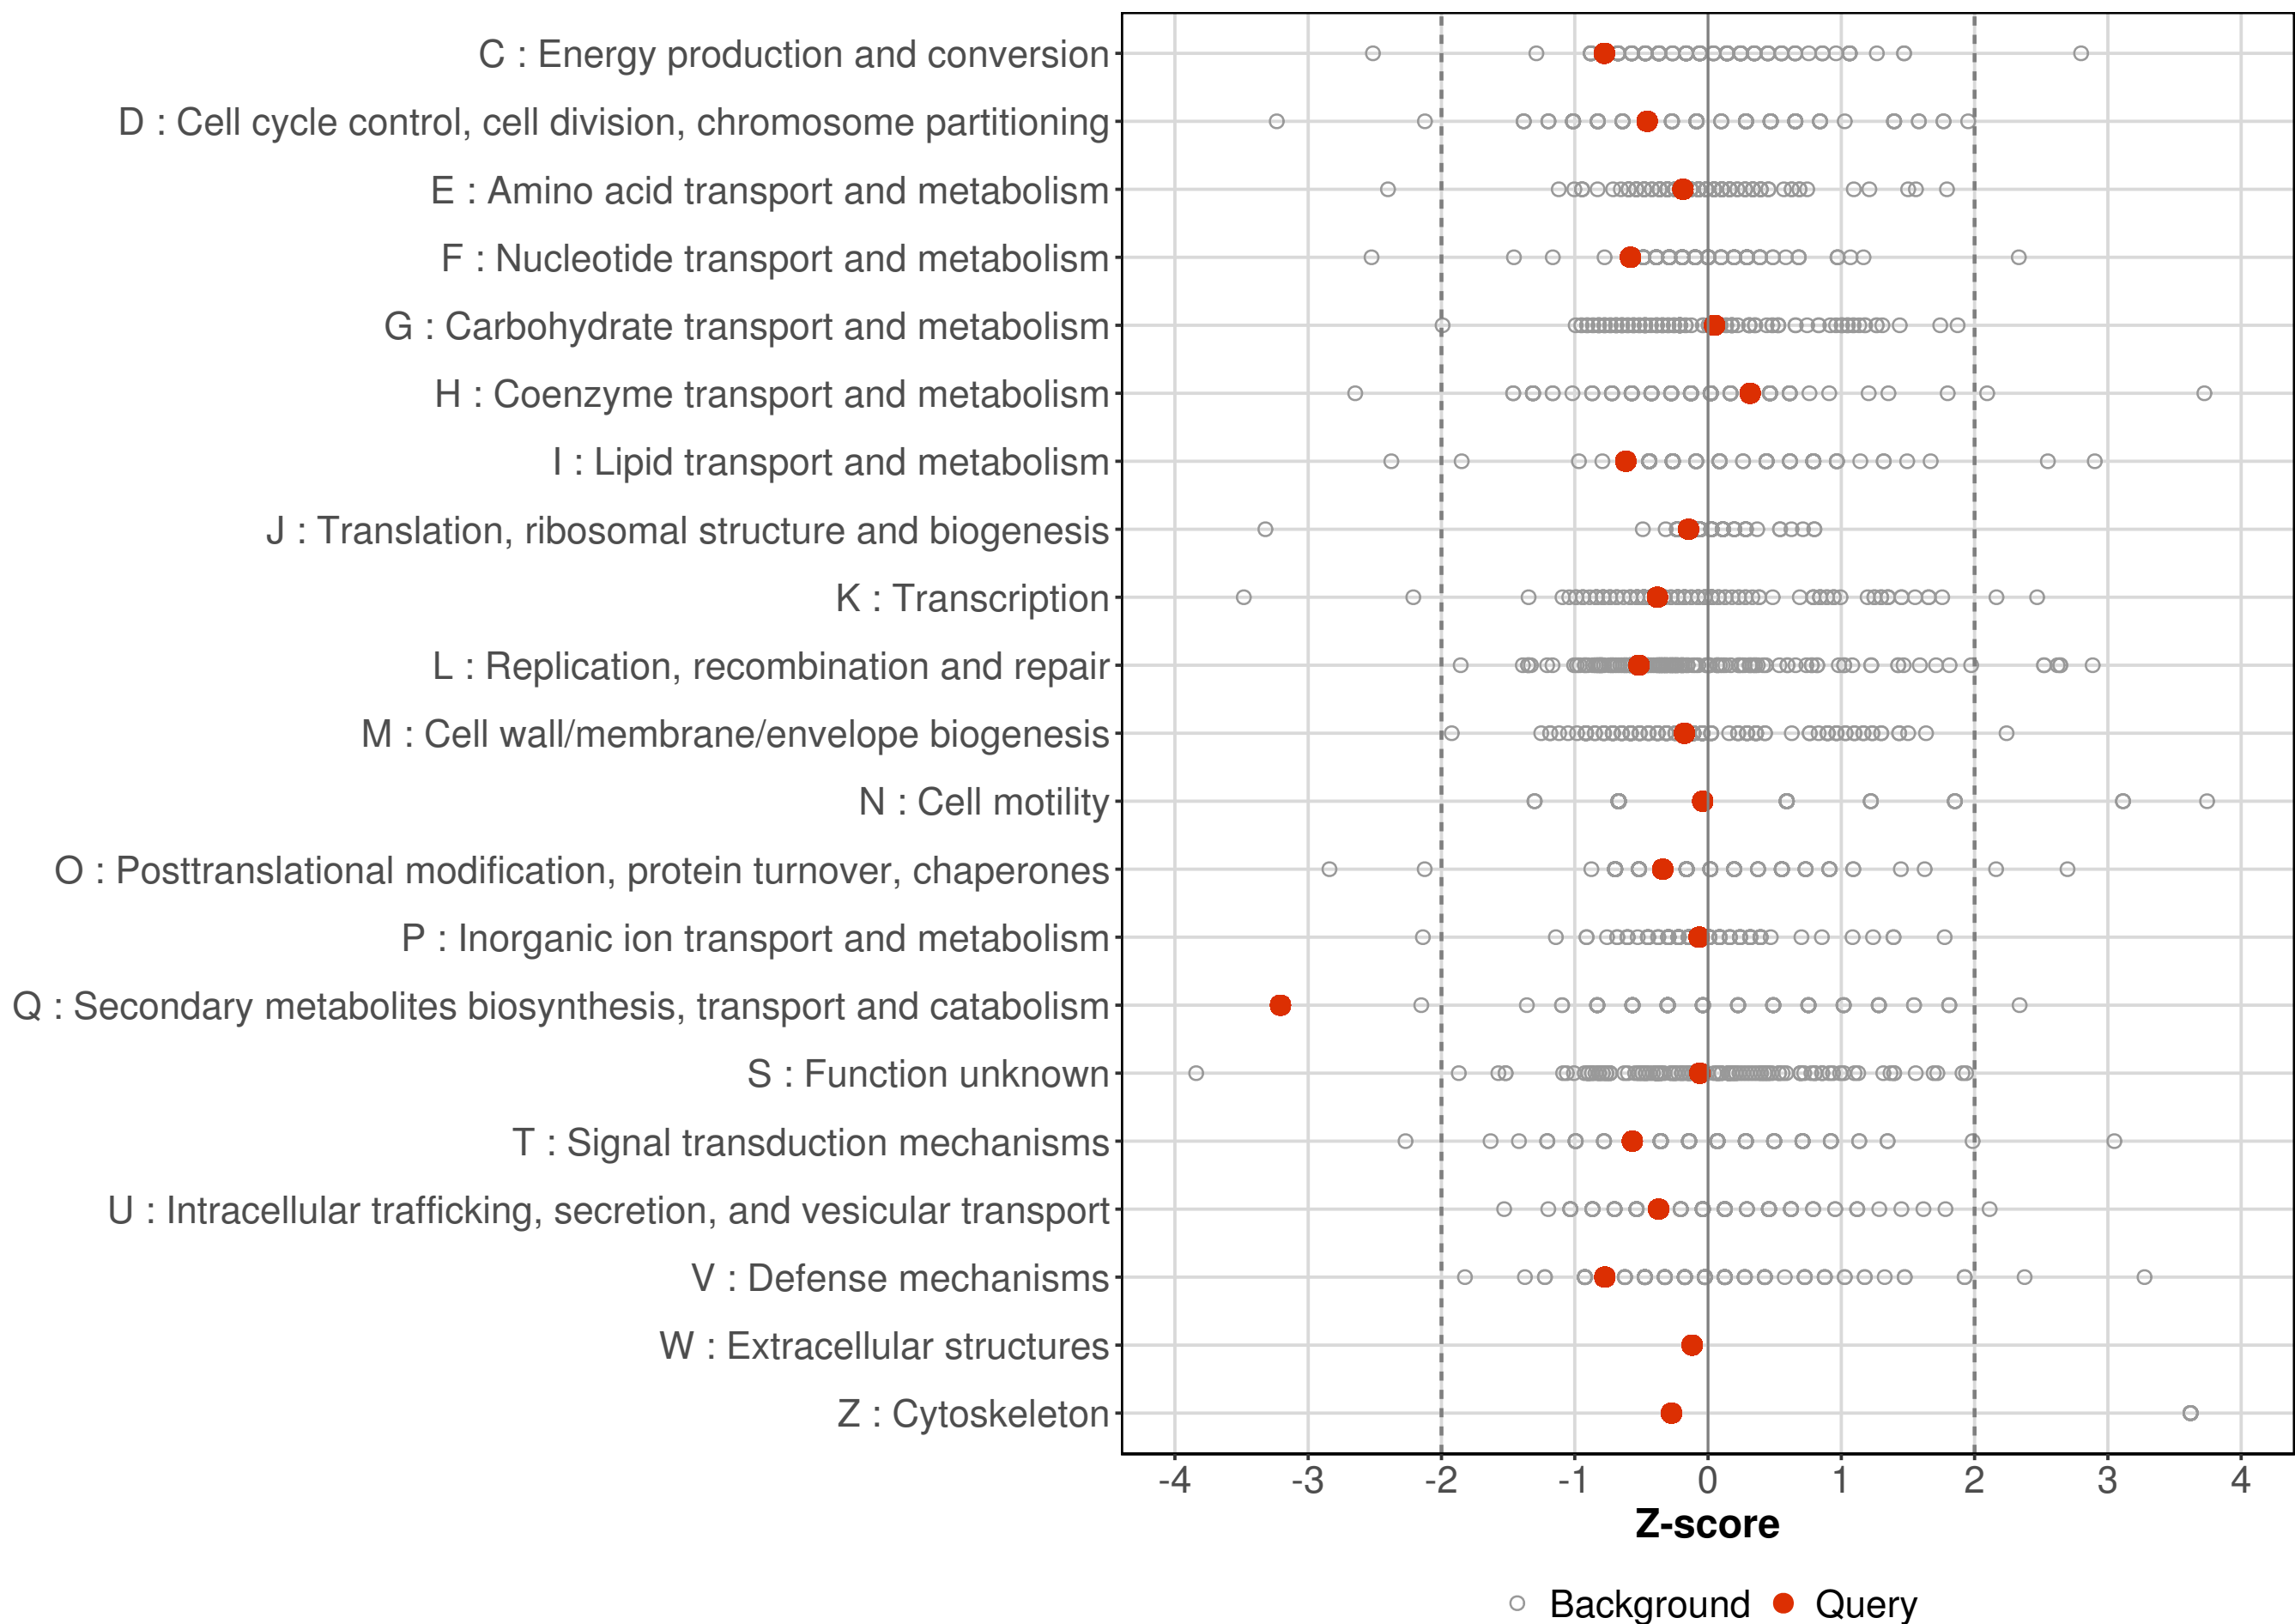 C : Energy production and conversion
D : Cell cycle control, cell division, chromosome partitioning
E : Amino acid transport and metabolism
F : Nucleotide transport and metabolism
G : Carbohydrate transport and metabolism
H : Coenzyme transport and metabolism
I : Lipid transport and metabolism
J : Translation, ribosomal structure and biogenesis
K : Transcription
L : Replication, recombination and repair
M : Cell wall/membrane/envelope biogenesis
N : Cell motility
O : Posttranslational modification, protein turnover, chaperones
P : Inorganic ion transport and metabolism
Q : Secondary metabolites biosynthesis, transport and catabolism
S : Function unknown
T : Signal transduction mechanisms
U : Intracellular trafficking, secretion, and vesicular transport
V : Defense mechanisms
W : Extracellular structures
Z : Cytoskeleton
-4 -3 -2 -1 0 1 2 3 4
Z-score
Background Query